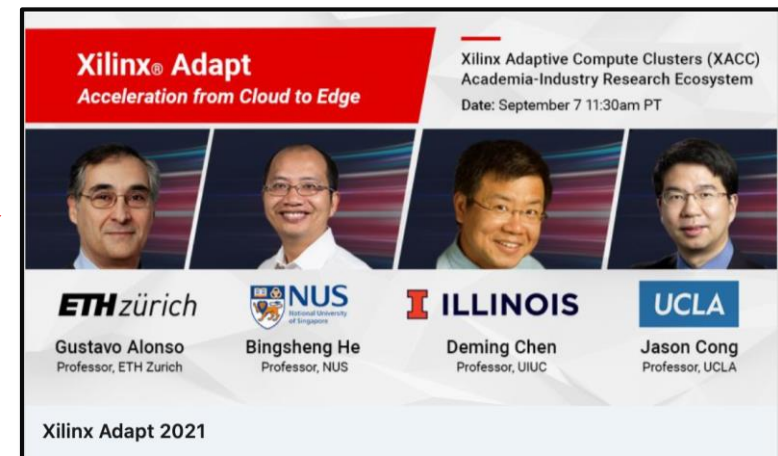 Xilinx® Adapt
Acceleration from Cloud to Edge
Xilinx Adaptive Compute Clusters (XACC)
Academia-Industry Research Ecosystem
Date: September 7 11:30am PT
ETH zürich
NUS
National University
of Singapore
I ILLINOIS
UCLA
Gustavo Alonso
Professor, ETH Zurich
Bingsheng He
Professor, NUS
Deming Chen
Professor, UIUC
Jason Cong
Professor, UCLA
Xilinx Adapt 2021